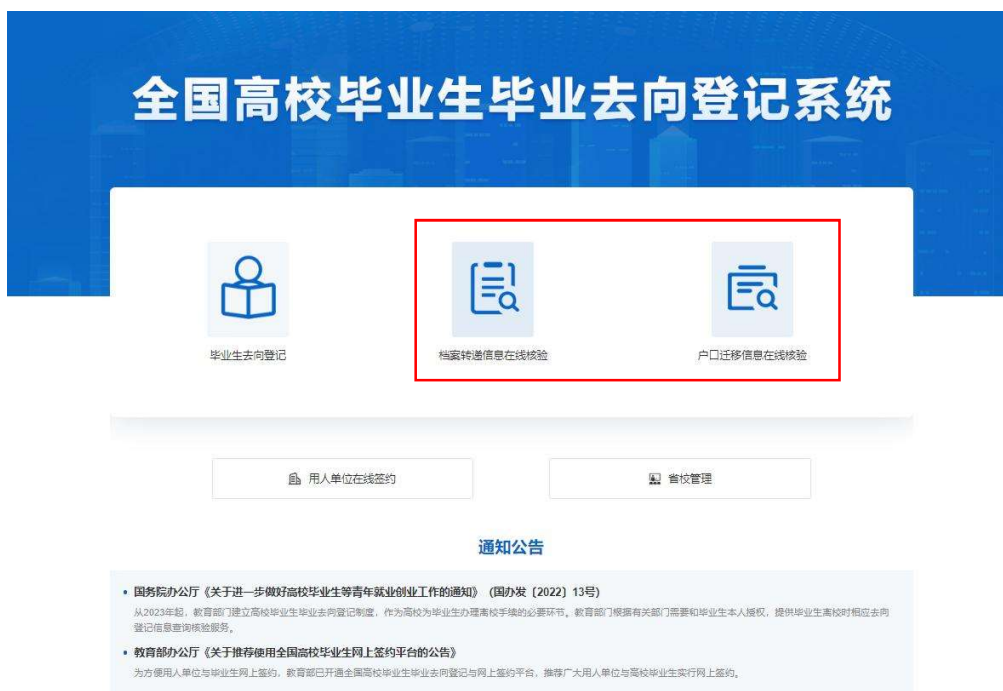 全国高校毕业生毕业去向登记系统
毕业生去向登记
档案转递信息在线核验
户口迁移信息在线核验
用人单位在线签约
省校管理
通知公告
• 国务院办公厅《关于进一步做好高校毕业生等青年就业创业工作的通知》（国办发〔2022〕13号）
从2023年起，教育部门建立高校毕业生毕业去向登记制度，作为高校为毕业生办理离校手续的必要环节。教育部门根据有关部门需要和毕业生本人授权，提供毕业生离校时相应去向
登记信息查询核验服务。
• 教育部办公厅《关于推荐使用全国高校毕业生网上签约平台的公告》
为方便用人单位与毕业生网上签约，教育部已开通全国高校毕业生毕业去向登记与网上签约平台，推荐广大用人单位与高校毕业生实行网上签约。